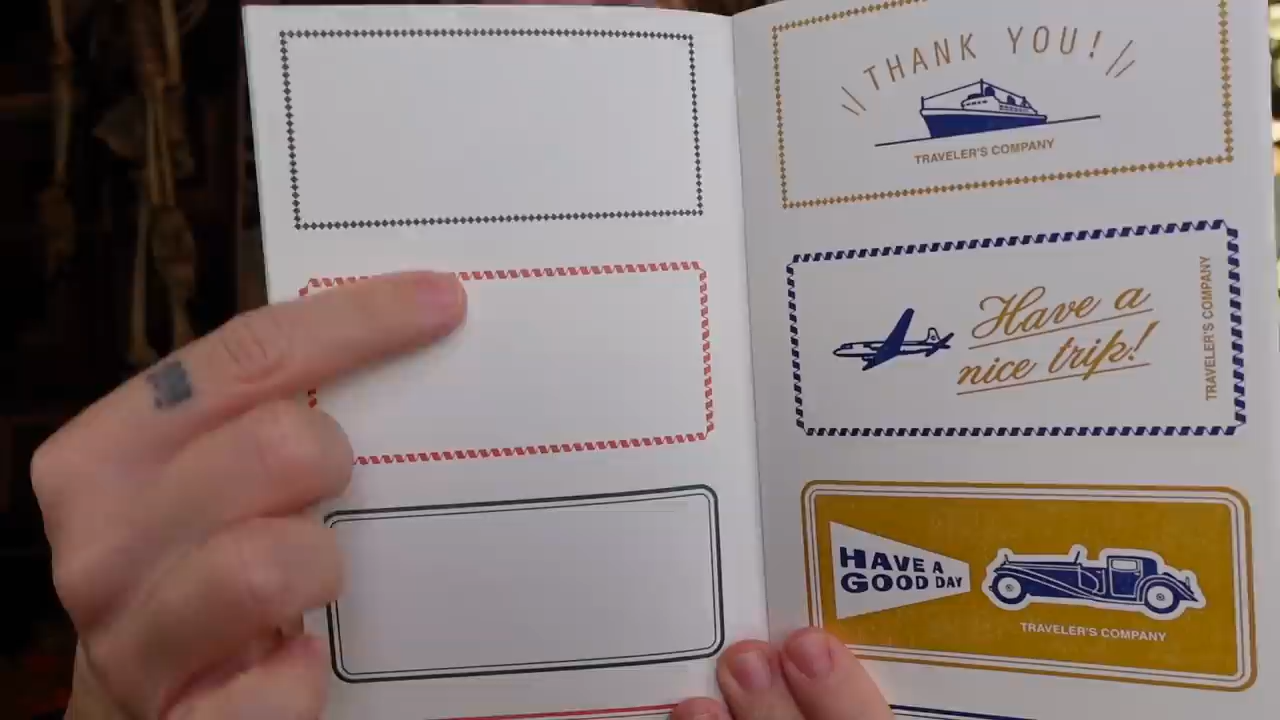 THANK YOU!
TRAVELER'S COMPANY
Have a
nice trip!
TRAVELER'S COMPANY
HAVE A
GOOD DAY
TRAVELER'S COMPANY